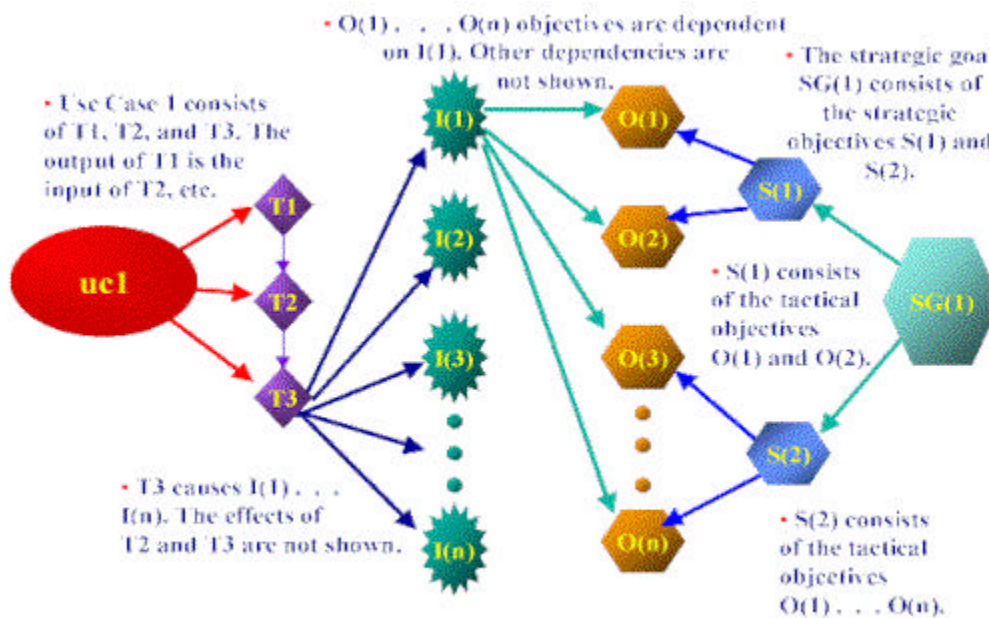 • O(1) . . . O(n) objectives are dependent
on I(1). Other dependencies are
not shown.
• The strategic goal
SG(1) consists of
the strategic
objectives S(1) and
S(2).
• Use Case 1 consists
of T1, T2, and T3. The
output of T1 is the
input of T2, etc.
I(1)
O(1)
S(1)
T1
I(2)
O(2)
uc1
T2
• S(1) consists
of the tactical
objectives
O(1) and O(2).
SG(1)
I(3)
O(3)
T3
S(2)
• T3 causes I(1) . . .
I(n). The effects of
T2 and T3 are not shown.
I(n)
O(n)
• S(2) consists
of the tactical
objectives
O(1) . . . O(n).